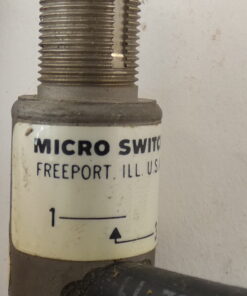 MICRO SWITC
FREEPORT, ILL. U.S.
1